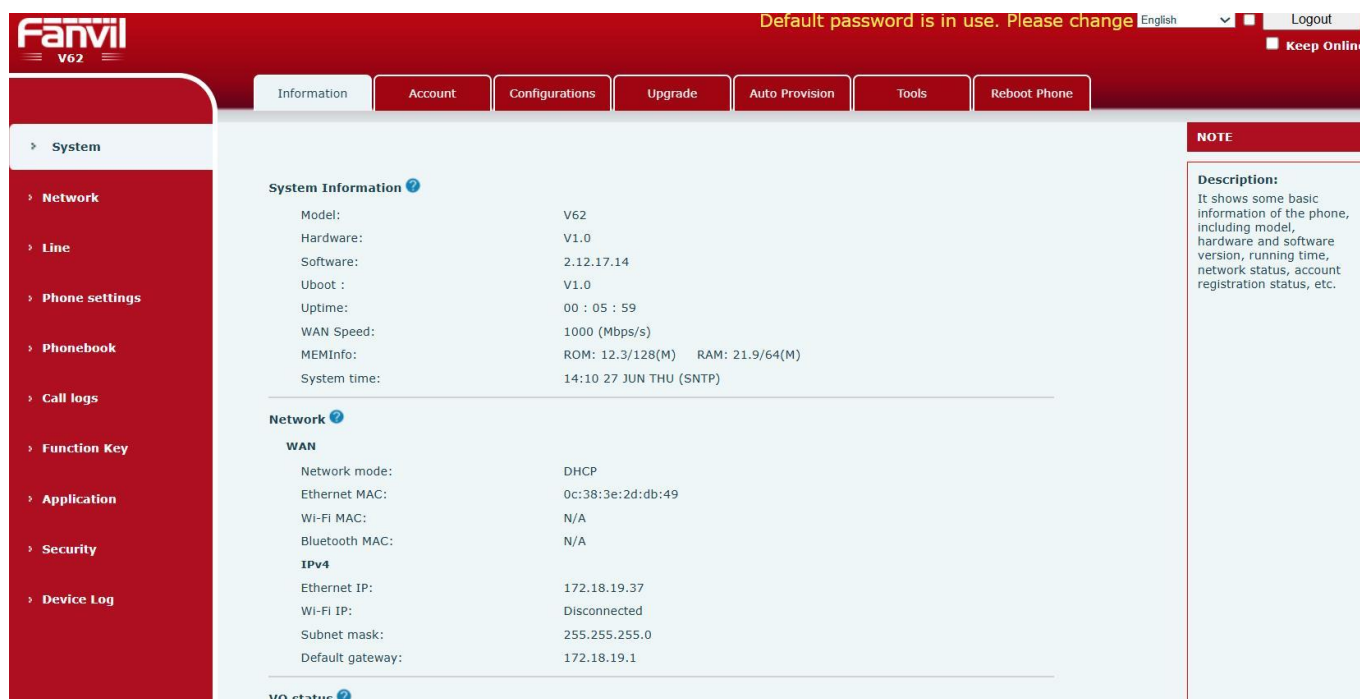 Fanvil
V62
Default password is in use. Please change
English
Logout
Keep Online
Information
Account
Configurations
Upgrade
Auto Provision
Tools
Reboot Phone
System
Network
Line
Phone settings
Phonebook
Call logs
Function Key
Application
Security
Device Log
System Information
Model: V62
Hardware: V1.0
Software: 2.12.17.14
Uboot : V1.0
Uptime: 00 : 05 : 59
WAN Speed: 1000 (Mbps/s)
MEMInfo: ROM: 12.3/128(M) RAM: 21.9/64(M)
System time: 14:10 27 JUN THU (SNTP)
Network
WAN
Network mode: DHCP
Ethernet MAC: 0c:38:3e:2d:db:49
Wi-Fi MAC: N/A
Bluetooth MAC: N/A
IPv4
Ethernet IP: 172.18.19.37
Wi-Fi IP: Disconnected
Subnet mask: 255.255.255.0
Default gateway: 172.18.19.1
VQ status
NOTE
Description:
It shows some basic
information of the phone,
including model,
hardware and software
version, running time,
network status, account
registration status, etc.